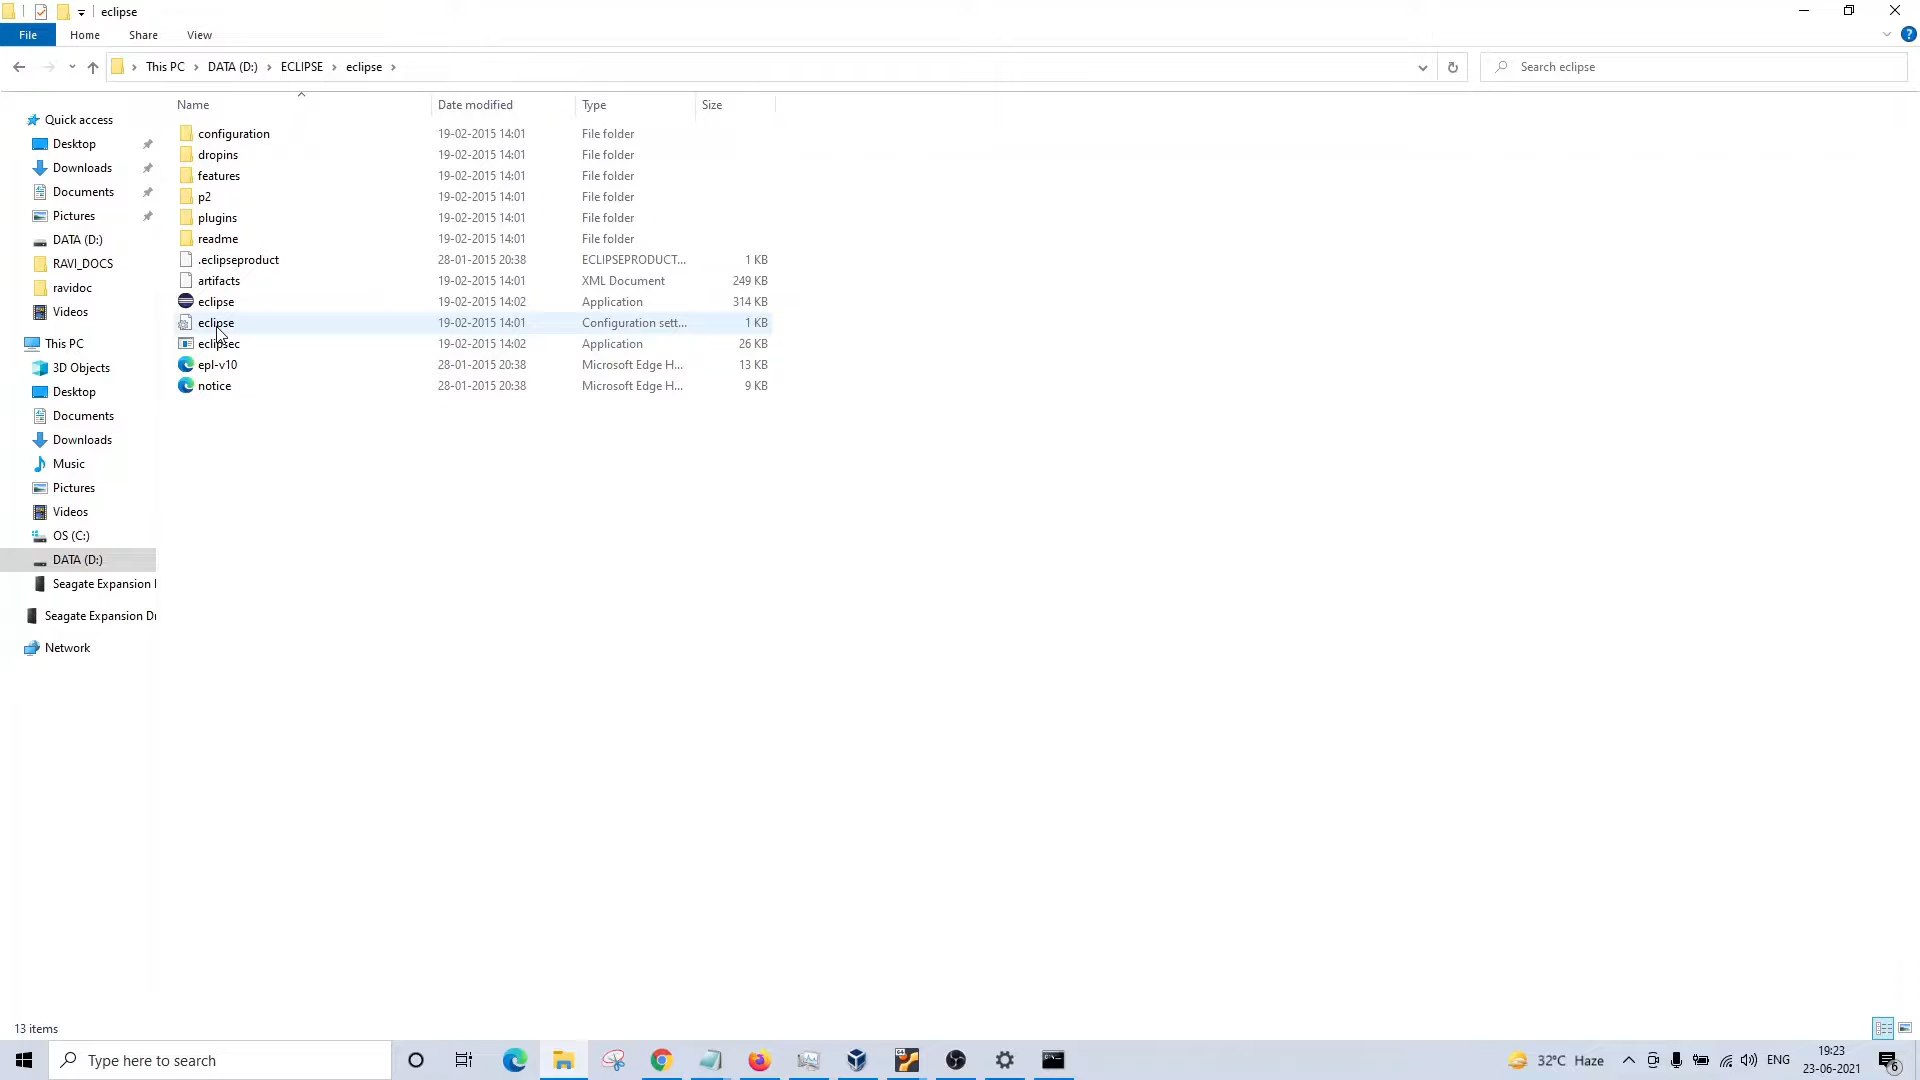 eclipse
File Home Share View
This PC DATA (D:) ECLIPSE eclipse
Search eclipse
Name Date modified Type Size
Quick access
Desktop
Downloads
Documents
Pictures
DATA (D:)
RAVI_DOCS
ravidoc
Videos
This PC
3D Objects
Desktop
Documents
Downloads
Music
Pictures
Videos
OS (C:)
DATA (D:)
Seagate Expansion
Seagate Expansion
Network
configuration 19-02-2015 14:01 File folder
dropins 19-02-2015 14:01 File folder
features 19-02-2015 14:01 File folder
p2 19-02-2015 14:01 File folder
plugins 19-02-2015 14:01 File folder
readme 19-02-2015 14:01 File folder
.eclipseproduct 28-01-2015 20:38 ECLIPSEPRODUCT... 1 KB
artifacts 19-02-2015 14:01 XML Document 249 KB
eclipse 19-02-2015 14:02 Application 314 KB
eclipse 19-02-2015 14:01 Configuration sett... 1 KB
eclipsec 19-02-2015 14:02 Application 26 KB
epl-v10 28-01-2015 20:38 Microsoft Edge H... 13 KB
notice 28-01-2015 20:38 Microsoft Edge H... 9 KB
13 items
Type here to search
32°C Haze
ENG
19:23
23-06-2021
6